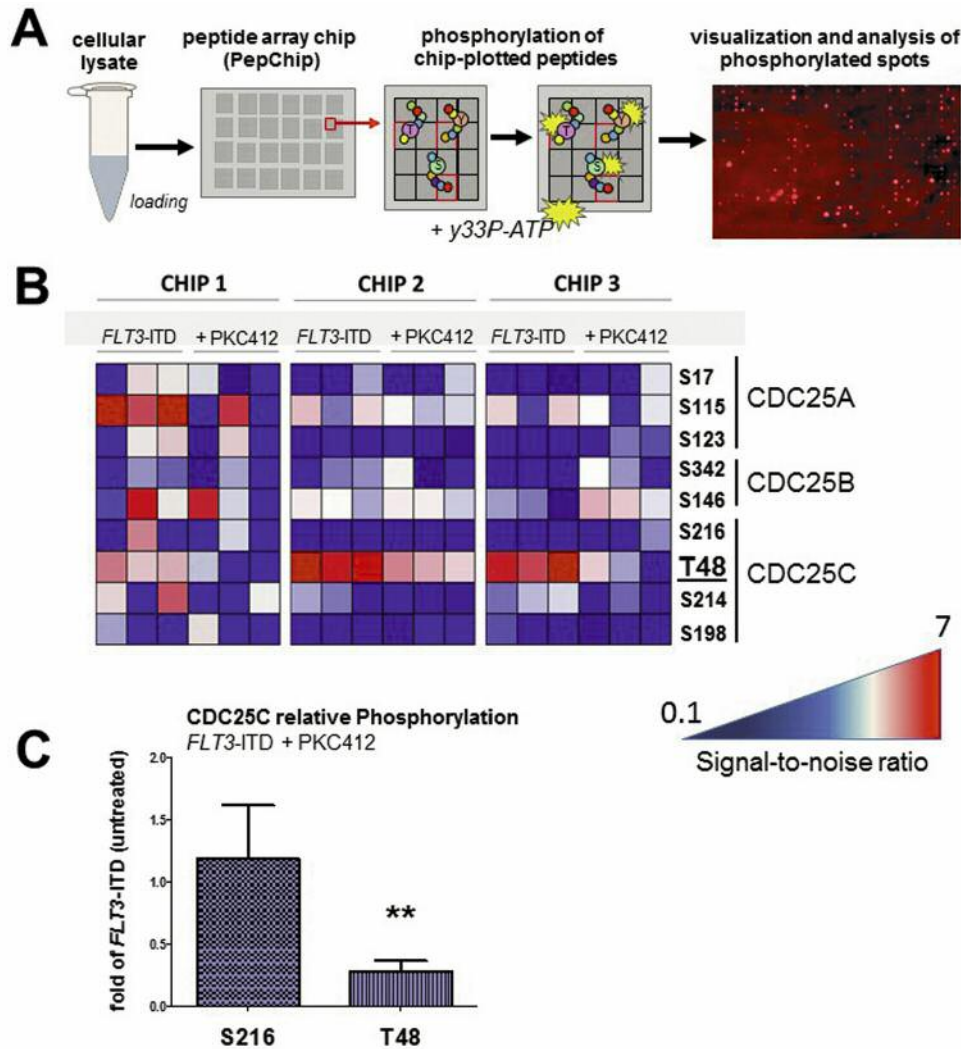 A
cellular
lysate
loading
peptide array chip
(PepChip)
phosphorylation of
chip-plotted peptides
T
Y
S
T
Y
S
+ y33P-ATP
visualization and analysis of
phosphorylated spots
B
CHIP 1
CHIP 2
CHIP 3
FLT3-ITD + PKC412
FLT3-ITD + PKC412
FLT3-ITD + PKC412
S17
S115
S123
CDC25A
S342
S146
CDC25B
S216
T48
S214
S198
CDC25C
0.1
7
Signal-to-noise ratio
C
CDC25C relative Phosphorylation
FLT3-ITD + PKC412
fold of FLT3-ITD (untreated)
2.0
1.5
1.0
0.5
0.0
**
S216
T48